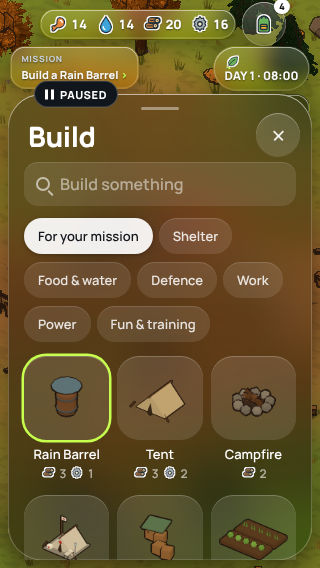 14 14 20 16 4
MISSION
Build a Rain Barrel ›
DAY 1 · 08:00
PAUSED
Build
Build something
For your mission
Shelter
Food & water
Defence
Work
Power
Fun & training
Rain Barrel
3 1
Tent
3 2
Campfire
2